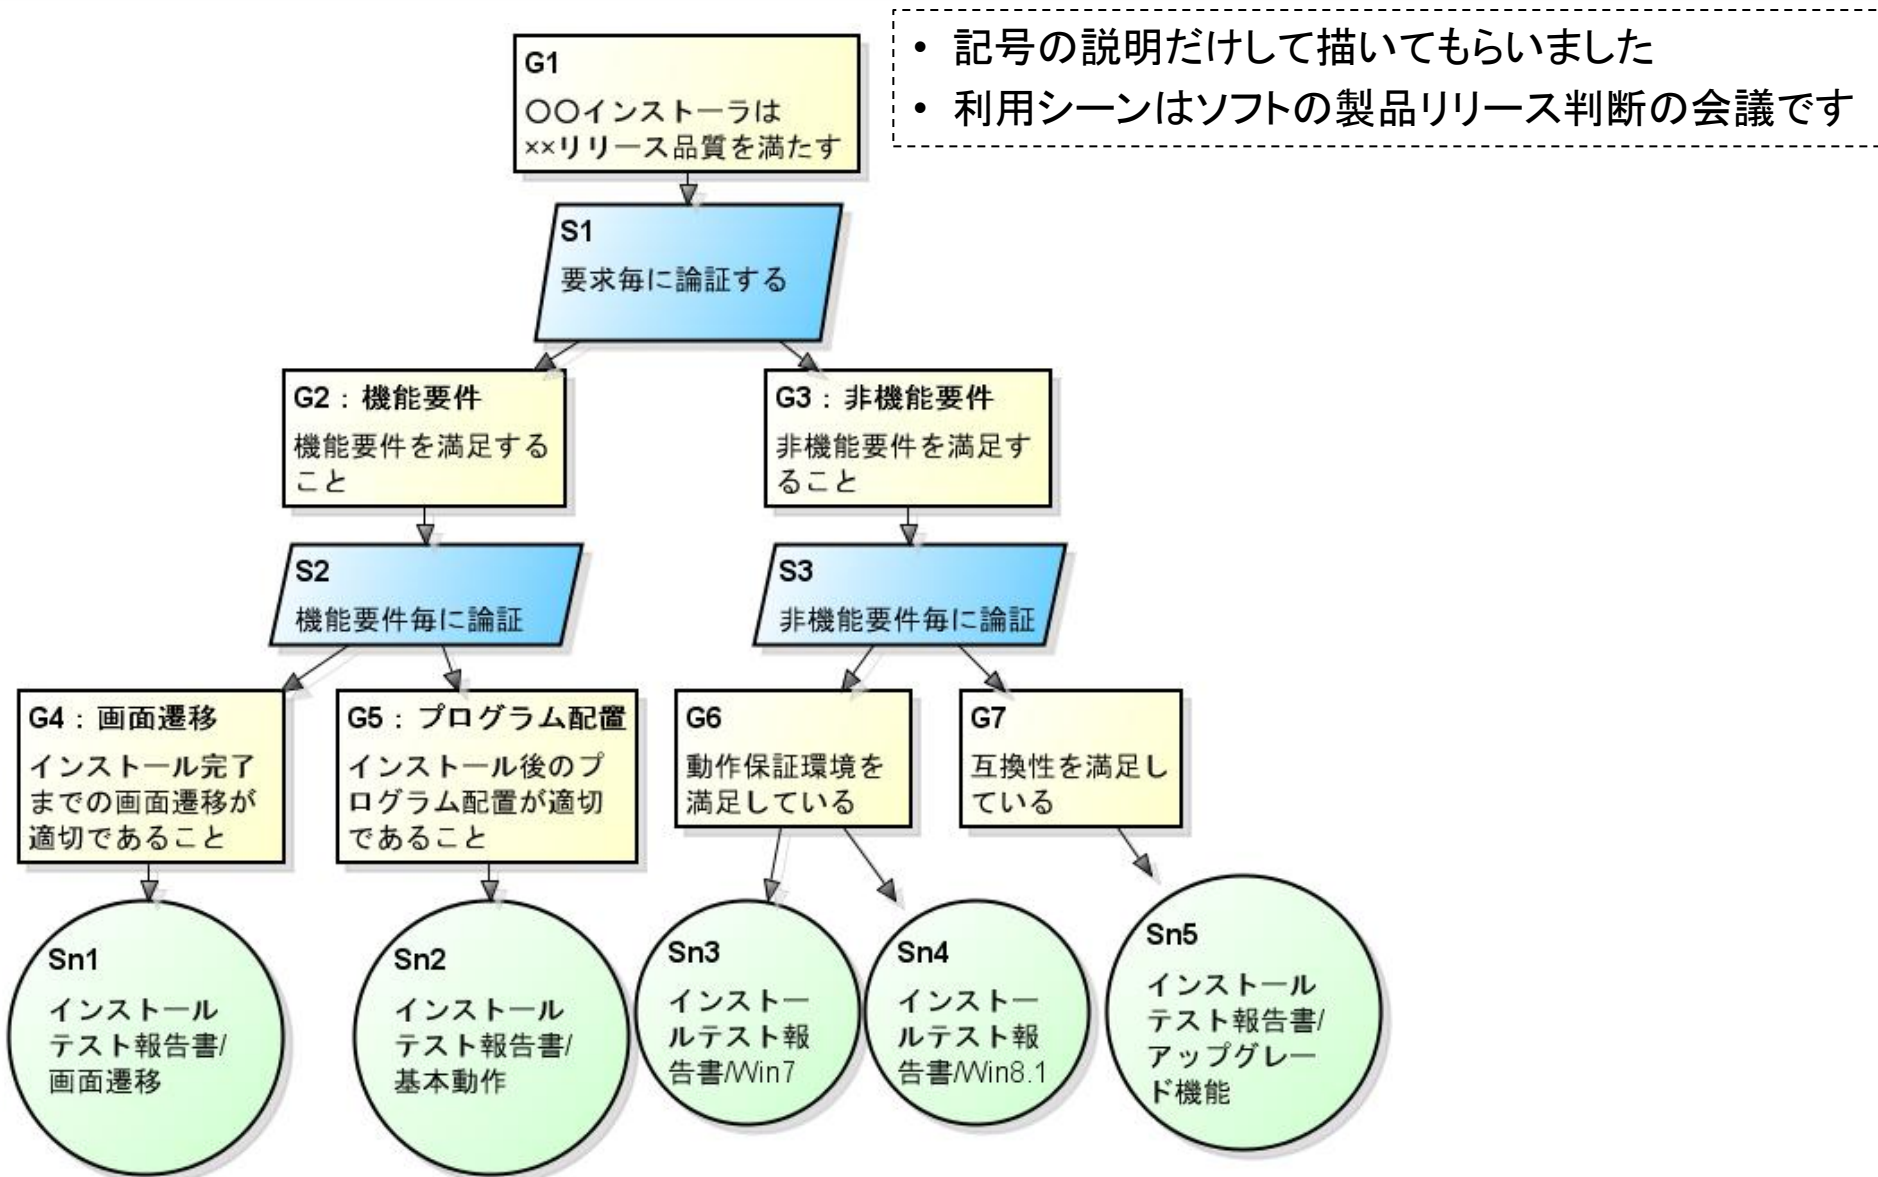 • 記号の説明だけして描いてもらいました
• 利用シーンはソフトの製品リリース判断の会議です
G1
〇〇インストーラは
××リリース品質を満たす
S1
要求毎に論証する
G2：機能要件
機能要件を満足する
こと
G3：非機能要件
非機能要件を満足す
ること
S2
機能要件毎に論証
S3
非機能要件毎に論証
G4：画面遷移
インストール完了
までの画面遷移が
適切であること
G5：プログラム配置
インストール後のプ
ログラム配置が適切
であること
G6
動作保証環境を
満足している
G7
互換性を満足し
ている
Sn1
インストール
テスト報告書/
画面遷移
Sn2
インストール
テスト報告書/
基本動作
Sn3
インストー
ルテスト報
告書/Win7
Sn4
インストー
ルテスト報
告書/Win8.1
Sn5
インストール
テスト報告書/
アップグレー
ド機能